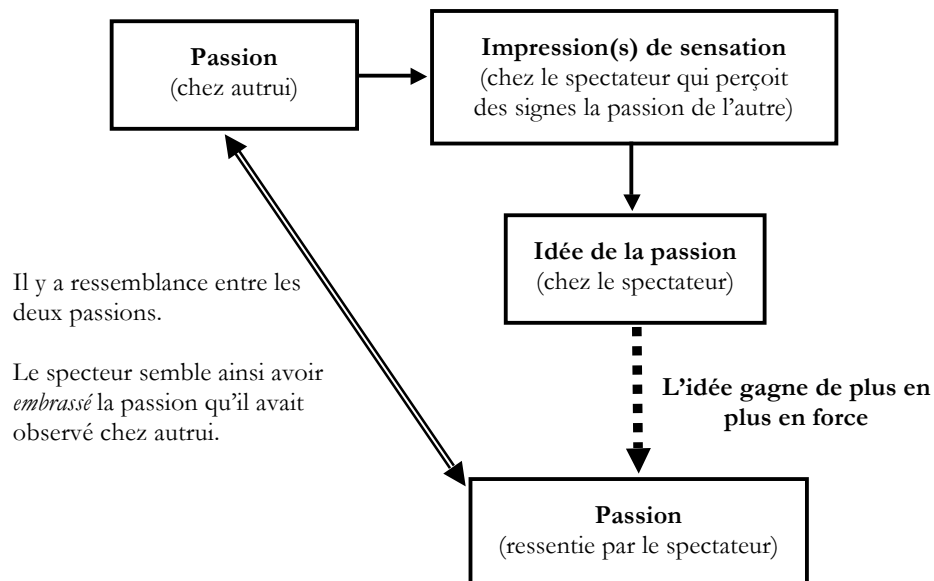 Passion
(chez autrui)
Impression(s) de sensation
(chez le spectateur qui perçoit
des signes la passion de l'autre)
Idée de la passion
(chez le spectateur)
Il y a ressemblance entre les
deux passions.
Le specteur semble ainsi avoir
embrassé la passion qu'il avait
observé chez autrui.
L'idée gagne de plus en
plus en force
Passion
(ressentie par le spectateur)